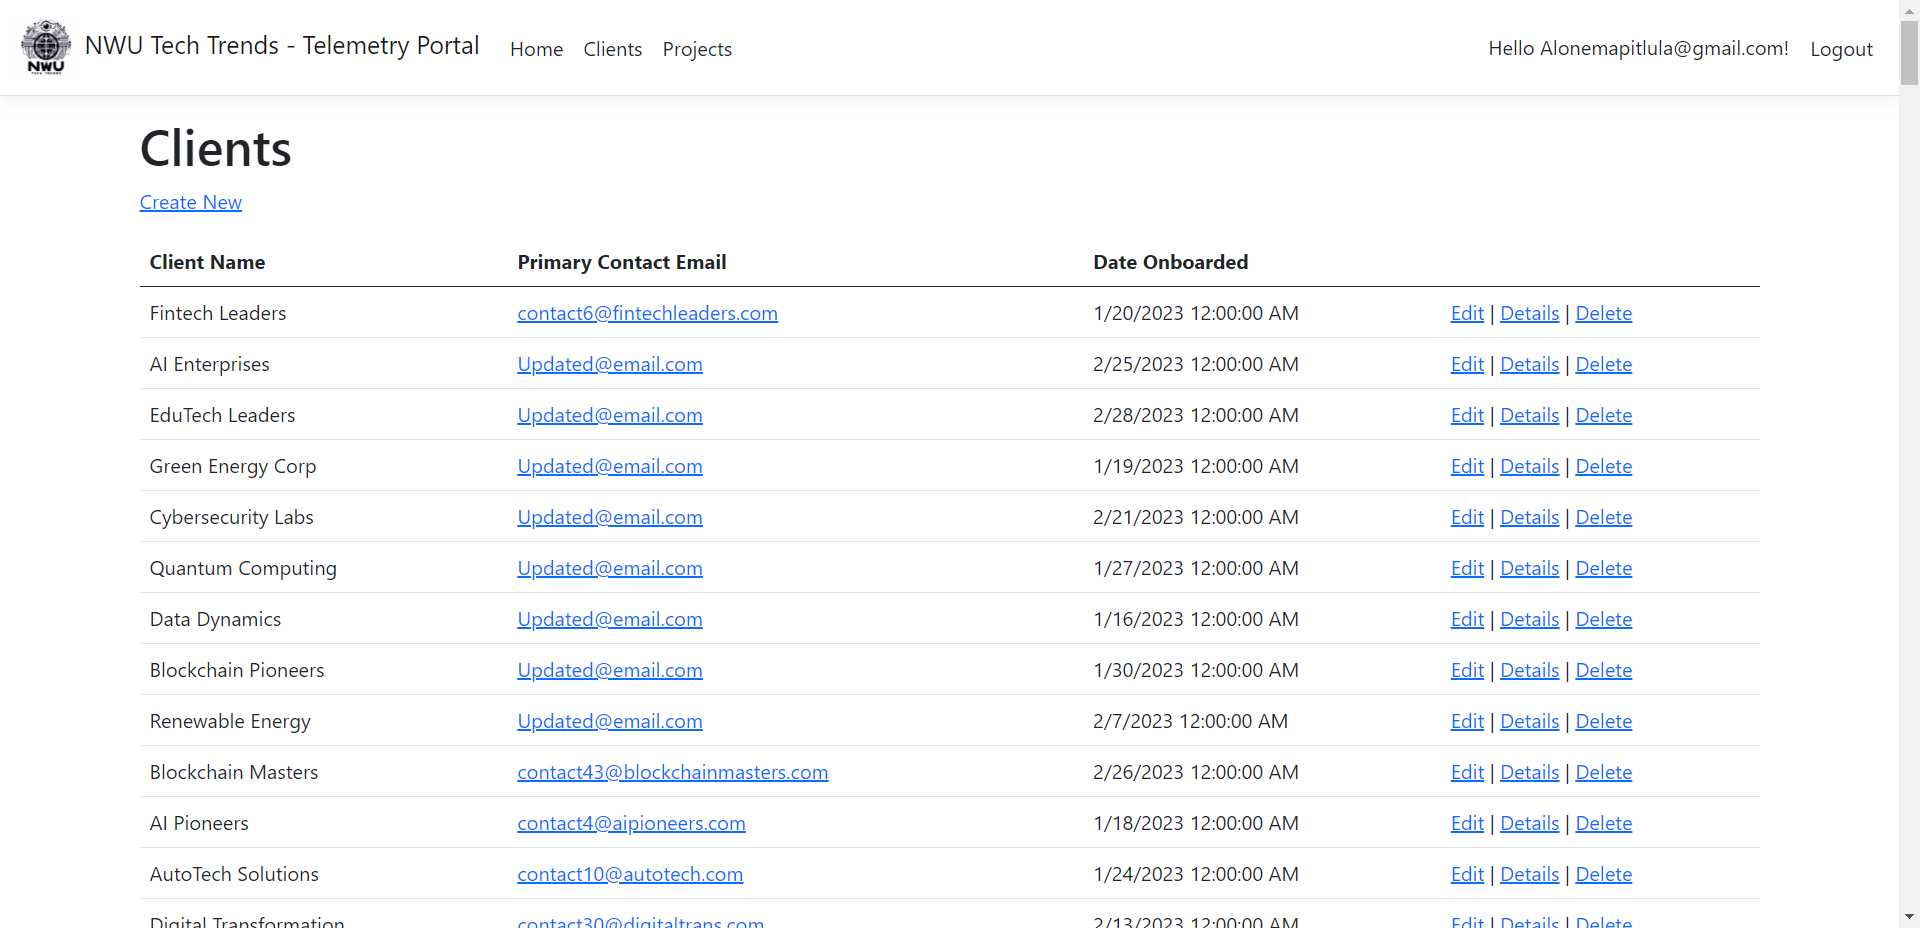 NWU
TECH TRENDS
NWU Tech Trends - Telemetry Portal Home Clients Projects Hello Alonemapitlula@gmail.com! Logout
Clients
Create New
Client Name Primary Contact Email Date Onboarded
Fintech Leaders contact6@fintechleaders.com 1/20/2023 12:00:00 AM Edit | Details | Delete
AI Enterprises Updated@email.com 2/25/2023 12:00:00 AM Edit | Details | Delete
EduTech Leaders Updated@email.com 2/28/2023 12:00:00 AM Edit | Details | Delete
Green Energy Corp Updated@email.com 1/19/2023 12:00:00 AM Edit | Details | Delete
Cybersecurity Labs Updated@email.com 2/21/2023 12:00:00 AM Edit | Details | Delete
Quantum Computing Updated@email.com 1/27/2023 12:00:00 AM Edit | Details | Delete
Data Dynamics Updated@email.com 1/16/2023 12:00:00 AM Edit | Details | Delete
Blockchain Pioneers Updated@email.com 1/30/2023 12:00:00 AM Edit | Details | Delete
Renewable Energy Updated@email.com 2/7/2023 12:00:00 AM Edit | Details | Delete
Blockchain Masters contact43@blockchainmasters.com 2/26/2023 12:00:00 AM Edit | Details | Delete
AI Pioneers contact4@aipioneers.com 1/18/2023 12:00:00 AM Edit | Details | Delete
AutoTech Solutions contact10@autotech.com 1/24/2023 12:00:00 AM Edit | Details | Delete
Digital Transformation contact30@digitaltrans.com 2/13/2023 12:00:00 AM Edit | Details | Delete